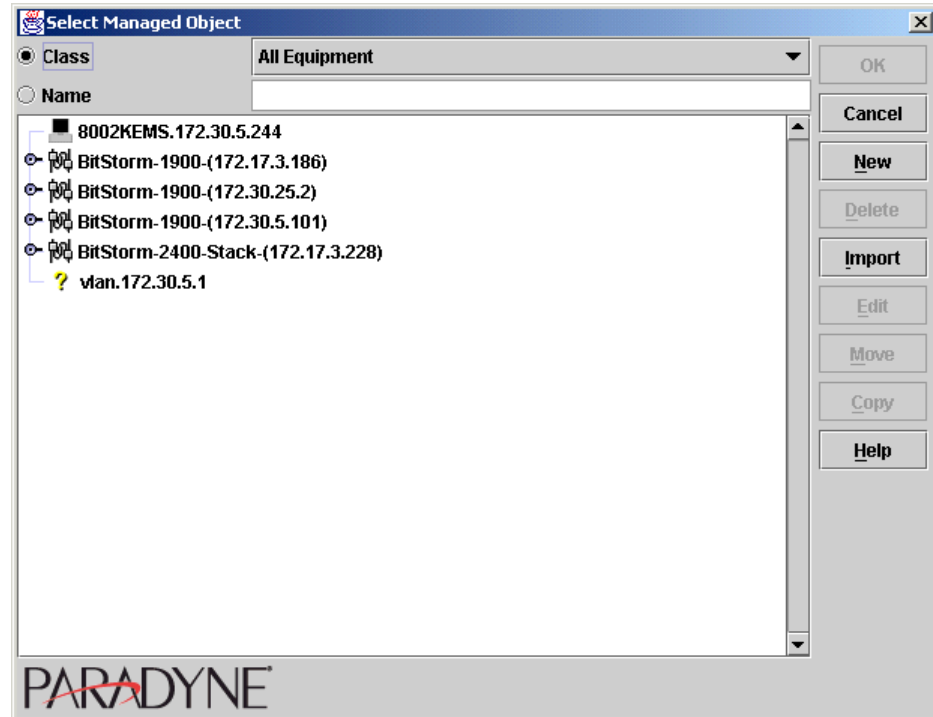 Select Managed Object
Class
All Equipment
Name
8002KEMS.172.30.5.244
BitStorm-1900-(172.17.3.186)
BitStorm-1900-(172.30.25.2)
BitStorm-1900-(172.30.5.101)
BitStorm-2400-Stack-(172.17.3.228)
? vlan.172.30.5.1
OK
Cancel
New
Delete
Import
Edit
Move
Copy
Help
PARADYNE